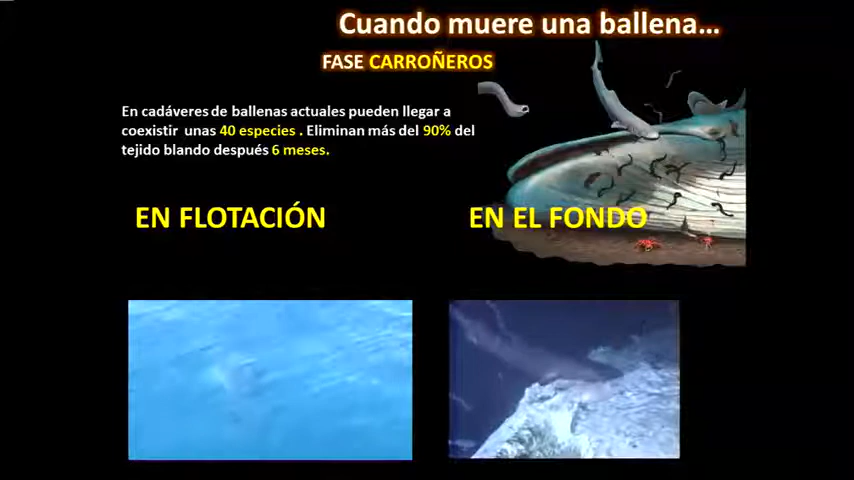 Cuando muere una ballena...
FASE CARROÑEROS
En cadáveres de ballenas actuales pueden llegar a
coexistir unas 40 especies . Eliminan más del 90% del
tejido blando después 6 meses.
EN FLOTACIÓN
EN EL FONDO